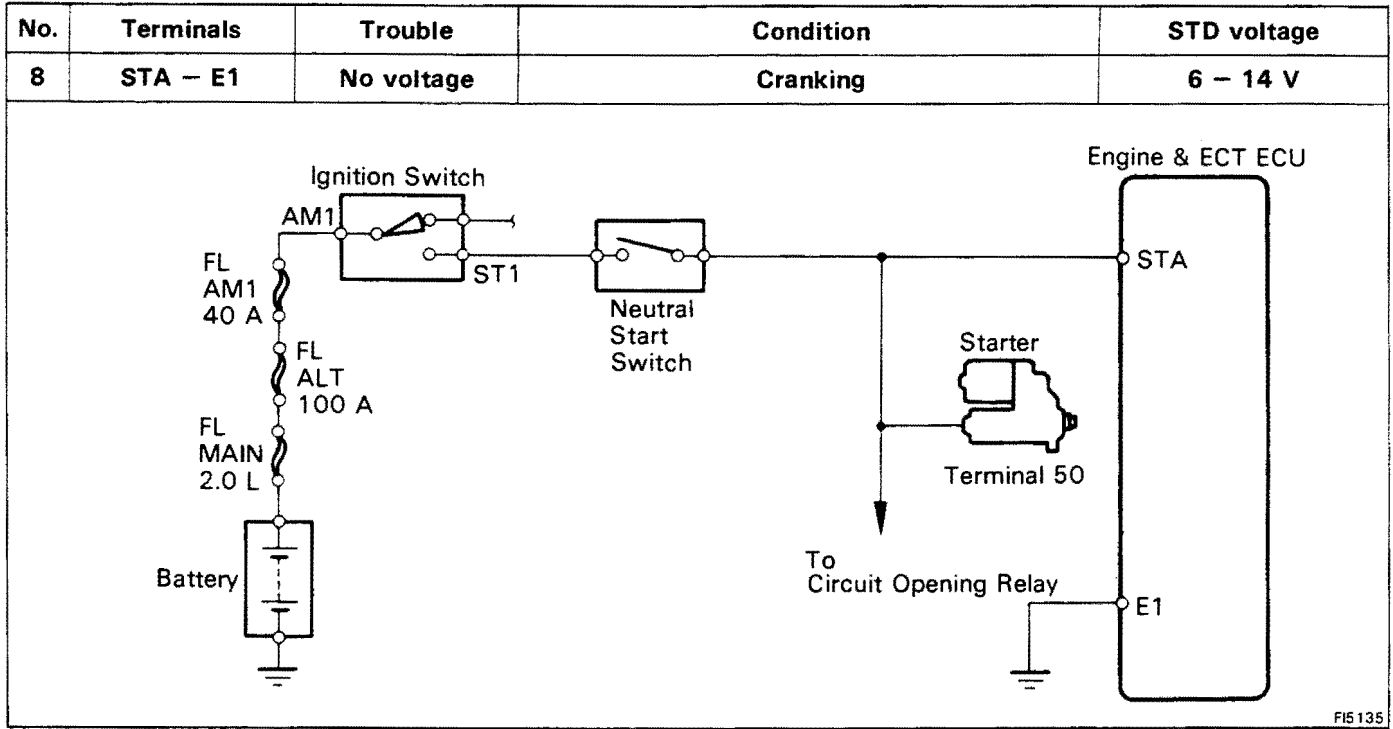 No. Terminals Trouble Condition STD voltage
8 STA – E1 No voltage Cranking 6 – 14 V
Engine & ECT ECU
Ignition Switch
AM1
ST1
STA
FL
AM1
40 A
Neutral
Start
Switch
Starter
FL
ALT
100 A
FL
MAIN
2.0 L
Terminal 50
To
Circuit Opening Relay
Battery
E1
FI5135